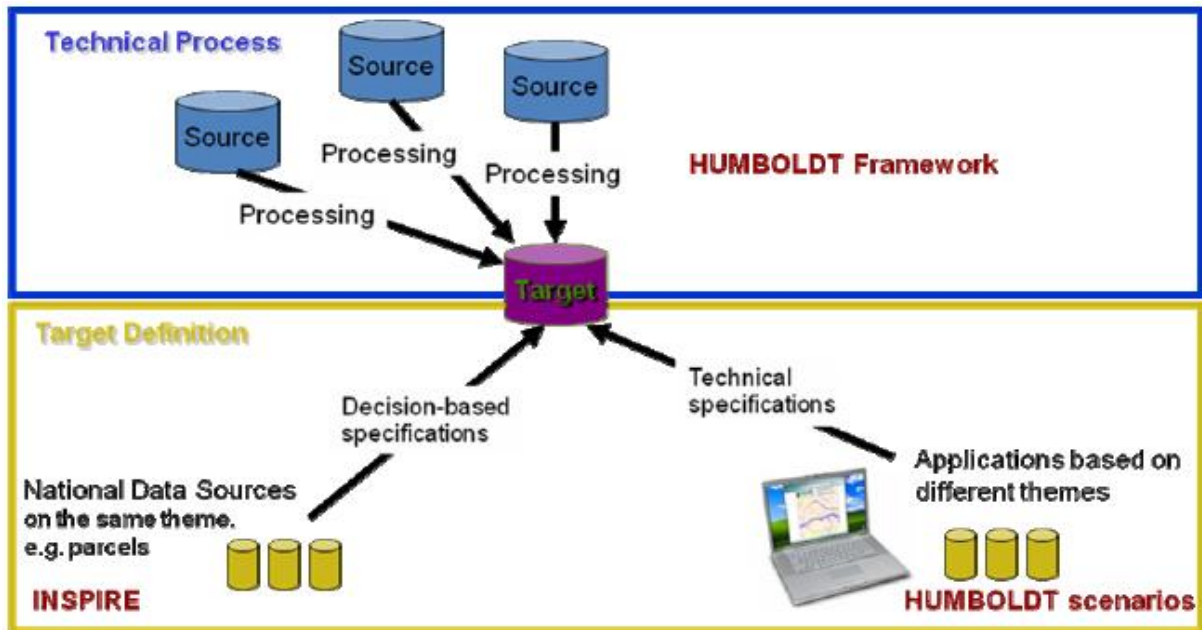 Technical Process
Source
Source
Source
Processing
Processing
Processing
HUMBOLDT Framework
Target
Target Definition
Decision-based
specifications
Technical
specifications
National Data Sources
on the same theme.
e.g. parcels
INSPIRE
Applications based on
different themes
HUMBOLDT scenarios